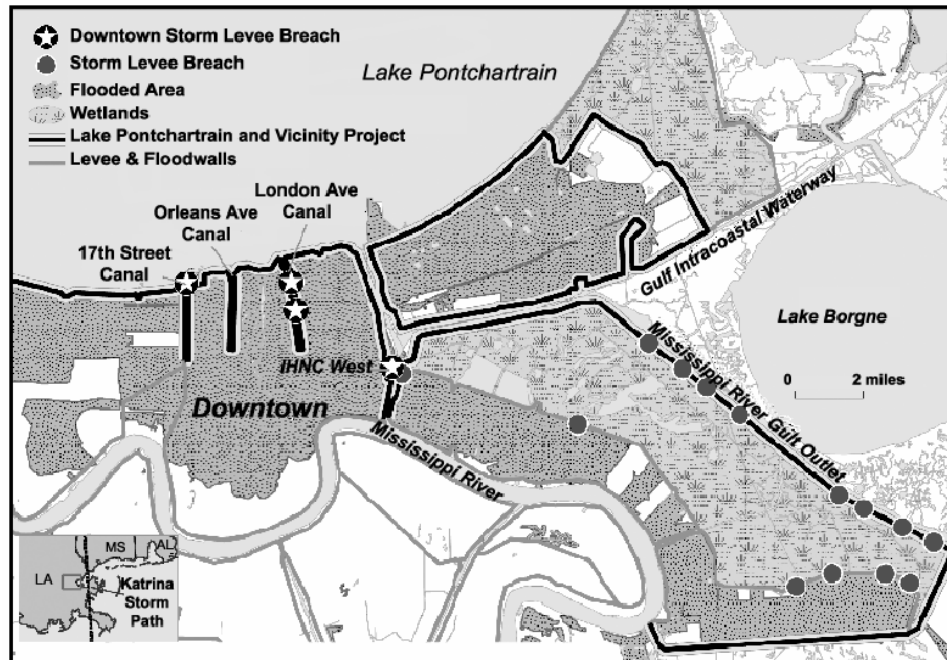 Downtown Storm Levee Breach
Storm Levee Breach
Flooded Area
Wetlands
Lake Pontchartrain and Vicinity Project
Levee & Floodwalls
Lake Pontchartrain
London Ave
Canal
Orleans Ave
Canal
17th Street
Canal
Gulf Intracoastal Waterway
Lake Borgne
0 2 miles
IHNC West
Mississippi River Gulf Outlet
Downtown
Mississippi River
MS
AL
LA
Katrina
Storm
Path